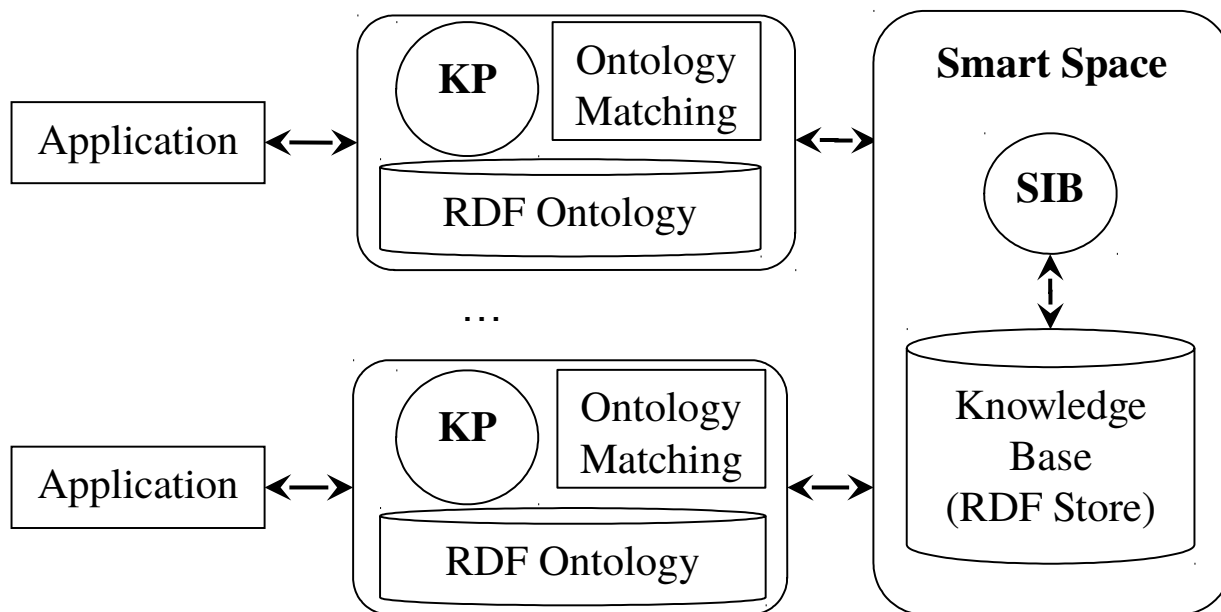 Application
KP
Ontology
Matching
RDF Ontology
Smart Space
SIB
Knowledge
Base
(RDF Store)
...
Application
KP
Ontology
Matching
RDF Ontology